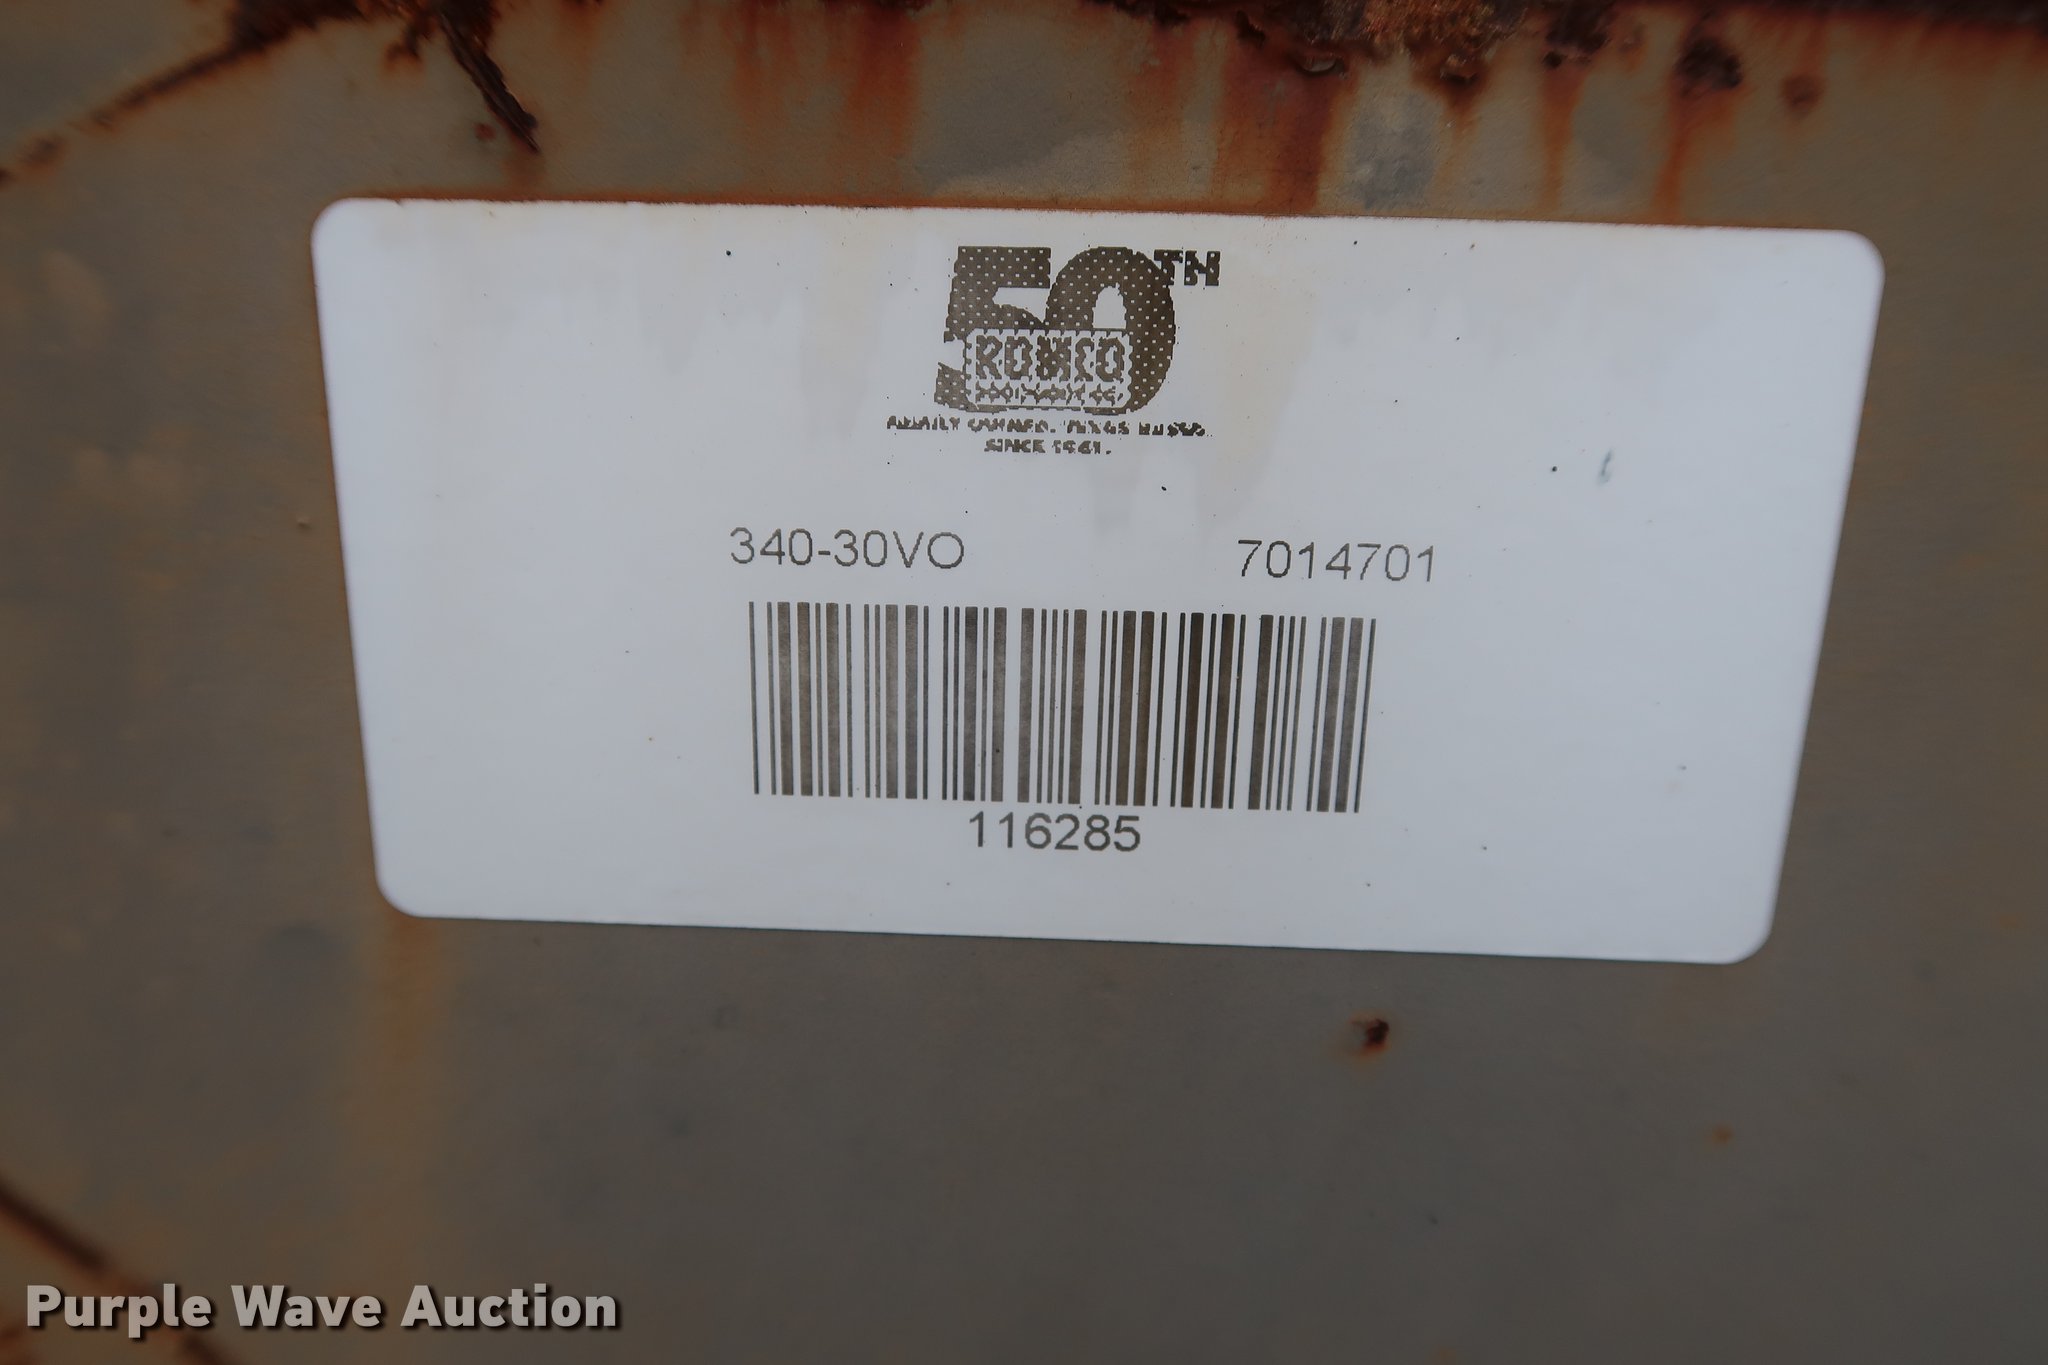 50TH
ROMCO
SINCE 1961.
340-30VO 7014701
116285
Purple Wave Auction